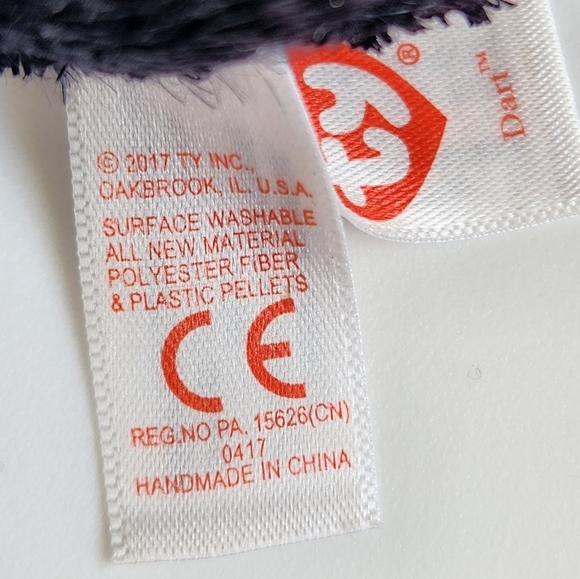 © 2017 TY INC.,
OAKBROOK, IL. U.S.A.
SURFACE WASHABLE
ALL NEW MATERIAL
POLYESTER FIBER
& PLASTIC PELLETS
CE
REG.NO PA. 15626(CN)
0417
HANDMADE IN CHINA
ty®
Dart™